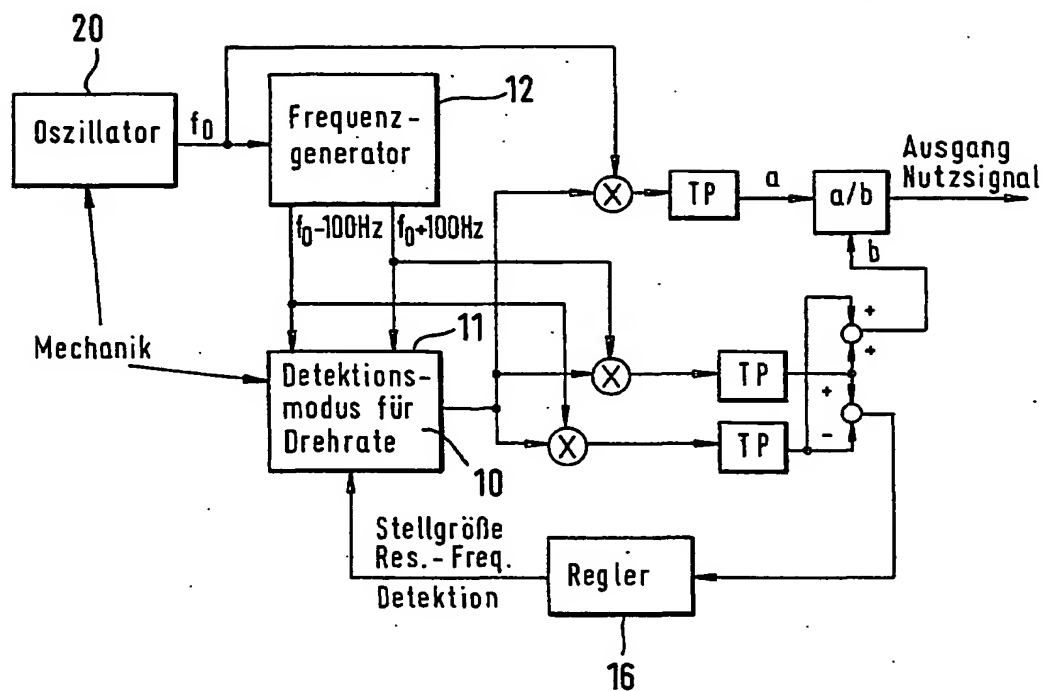 20
12
Oszillator
f0
Frequenz-
generator
Ausgang
Nutzsignal
X
TP
a
a/b
f0-100Hz
f0+100Hz
b
11
+
+
Mechanik
Detektions-
modus für
Drehrate
10
X
TP
+
X
TP
-
Stellgröße
Res.-Freq.
Detektion
Regler
16